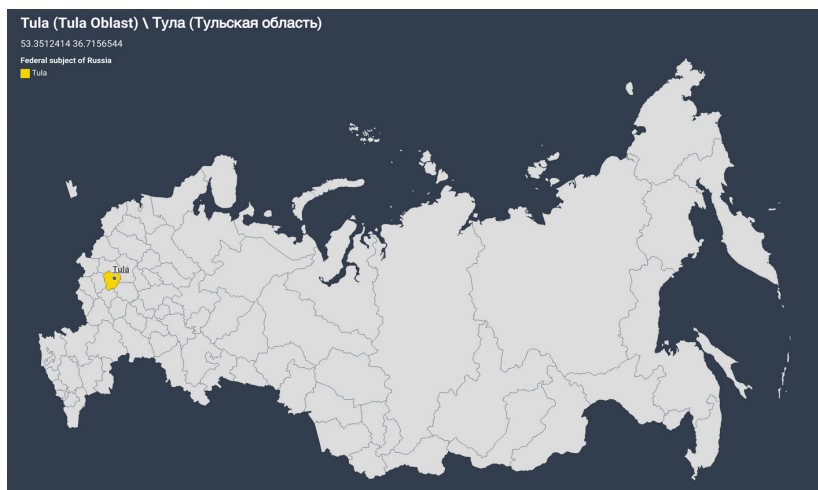 Tula (Tula Oblast) \ Тула (Тульская область)
53.3512414 36.7156544
Federal subject of Russia
Tula
Tula